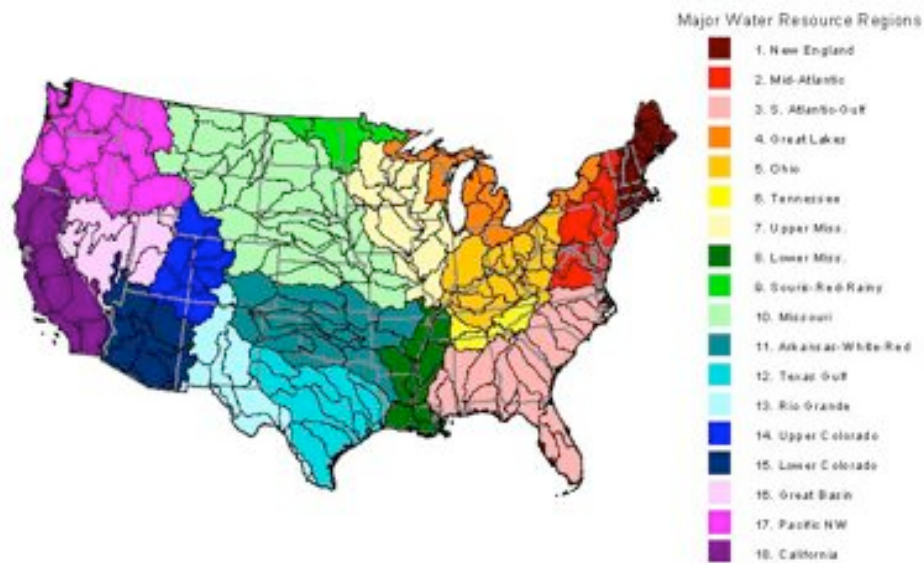 Major Water Resource Regions
1. New England
2. Mid-Atlantic
3. S. Atlantic-Gulf
4. Great Lakes
5. Ohio
6. Tennessee
7. Upper Miss.
8. Lower Miss.
9. Souris-Red-Rainy
10. Missouri
11. Arkansas-White-Red
12. Texas Gulf
13. Rio Grande
14. Upper Colorado
15. Lower Colorado
16. Great Basin
17. Pacific NW
18. California